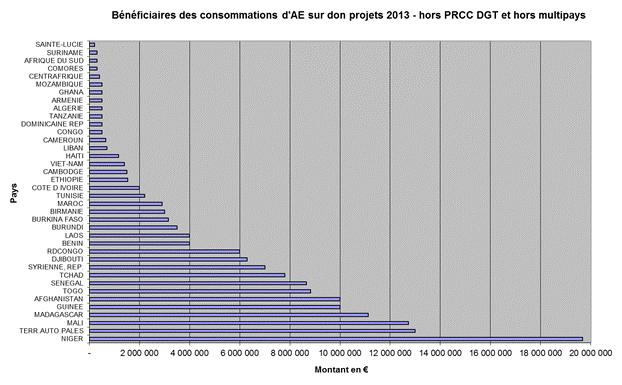 Bénéficiaires des consommations d'AE sur don projets 2013 - hors PRCC DGT et hors multipays
Pays
SAINTE-LUCIE
SURINAME
AFRIQUE DU SUD
COMORES
CENTRAFRIQUE
MOZAMBIQUE
GHANA
ARMENIE
ALGERIE
TANZANIE
DOMINICAINE REP
CONGO
CAMEROUN
LIBAN
HAITI
VIET-NAM
CAMBODGE
ETHIOPIE
COTE D IVOIRE
TUNISIE
MAROC
BIRMANIE
BURKINA FASO
BURUNDI
LAOS
BENIN
RDCONGO
DJIBOUTI
SYRIENNE, REP.
TCHAD
SENEGAL
TOGO
AFGHANISTAN
GUINEE
MADAGASCAR
MALI
TERR AUTO PALES
NIGER
- 2 000 000 4 000 000 6 000 000 8 000 000 10 000 000 12 000 000 14 000 000 16 000 000 18 000 000 20 000 000
Montant en €